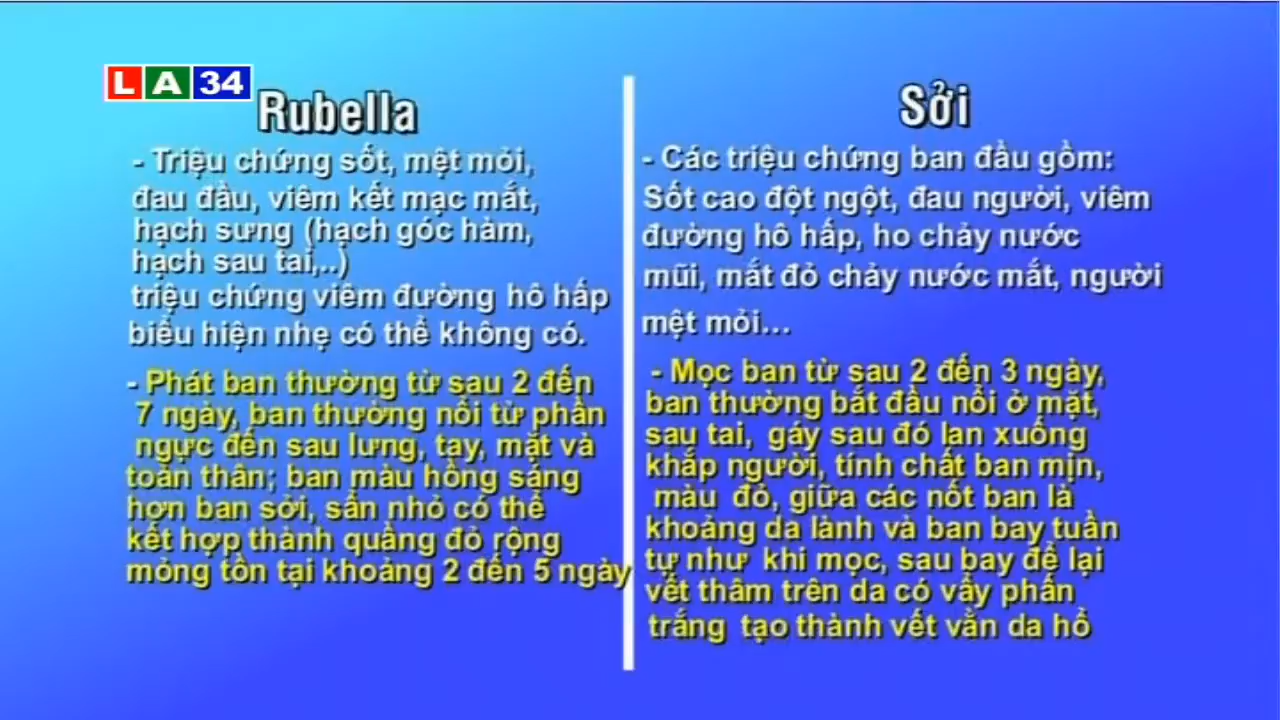 LA34
Rubella
- Triệu chứng sốt, mệt mỏi,
đau đầu, viêm kết mạc mắt,
hạch sưng (hạch góc hàm,
hạch sau tai,..)
triệu chứng viêm đường hô hấp
biểu hiện nhẹ có thể không có.
- Phát ban thường từ sau 2 đến
7 ngày, ban thường nổi từ phần
ngực đến sau lưng, tay, mặt và
toàn thân; ban màu hồng sáng
hơn ban sởi, sẩn nhỏ có thể
kết hợp thành quầng đỏ rộng
mỏng tồn tại khoảng 2 đến 5 ngày
Sởi
- Các triệu chứng ban đầu gồm:
Sốt cao đột ngột, đau người, viêm
đường hô hấp, ho chảy nước
mũi, mắt đỏ chảy nước mắt, người
mệt mỏi...
- Mọc ban từ sau 2 đến 3 ngày,
ban thường bắt đầu nổi ở mặt,
sau tai, gáy sau đó lan xuống
khắp người, tính chất ban mịn,
màu đỏ, giữa các nốt ban là
khoảng da lành và ban bay tuần
tự như khi mọc, sau bay để lại
vết thâm trên da có vẩy phấn
trắng tạo thành vết vằn da hổ